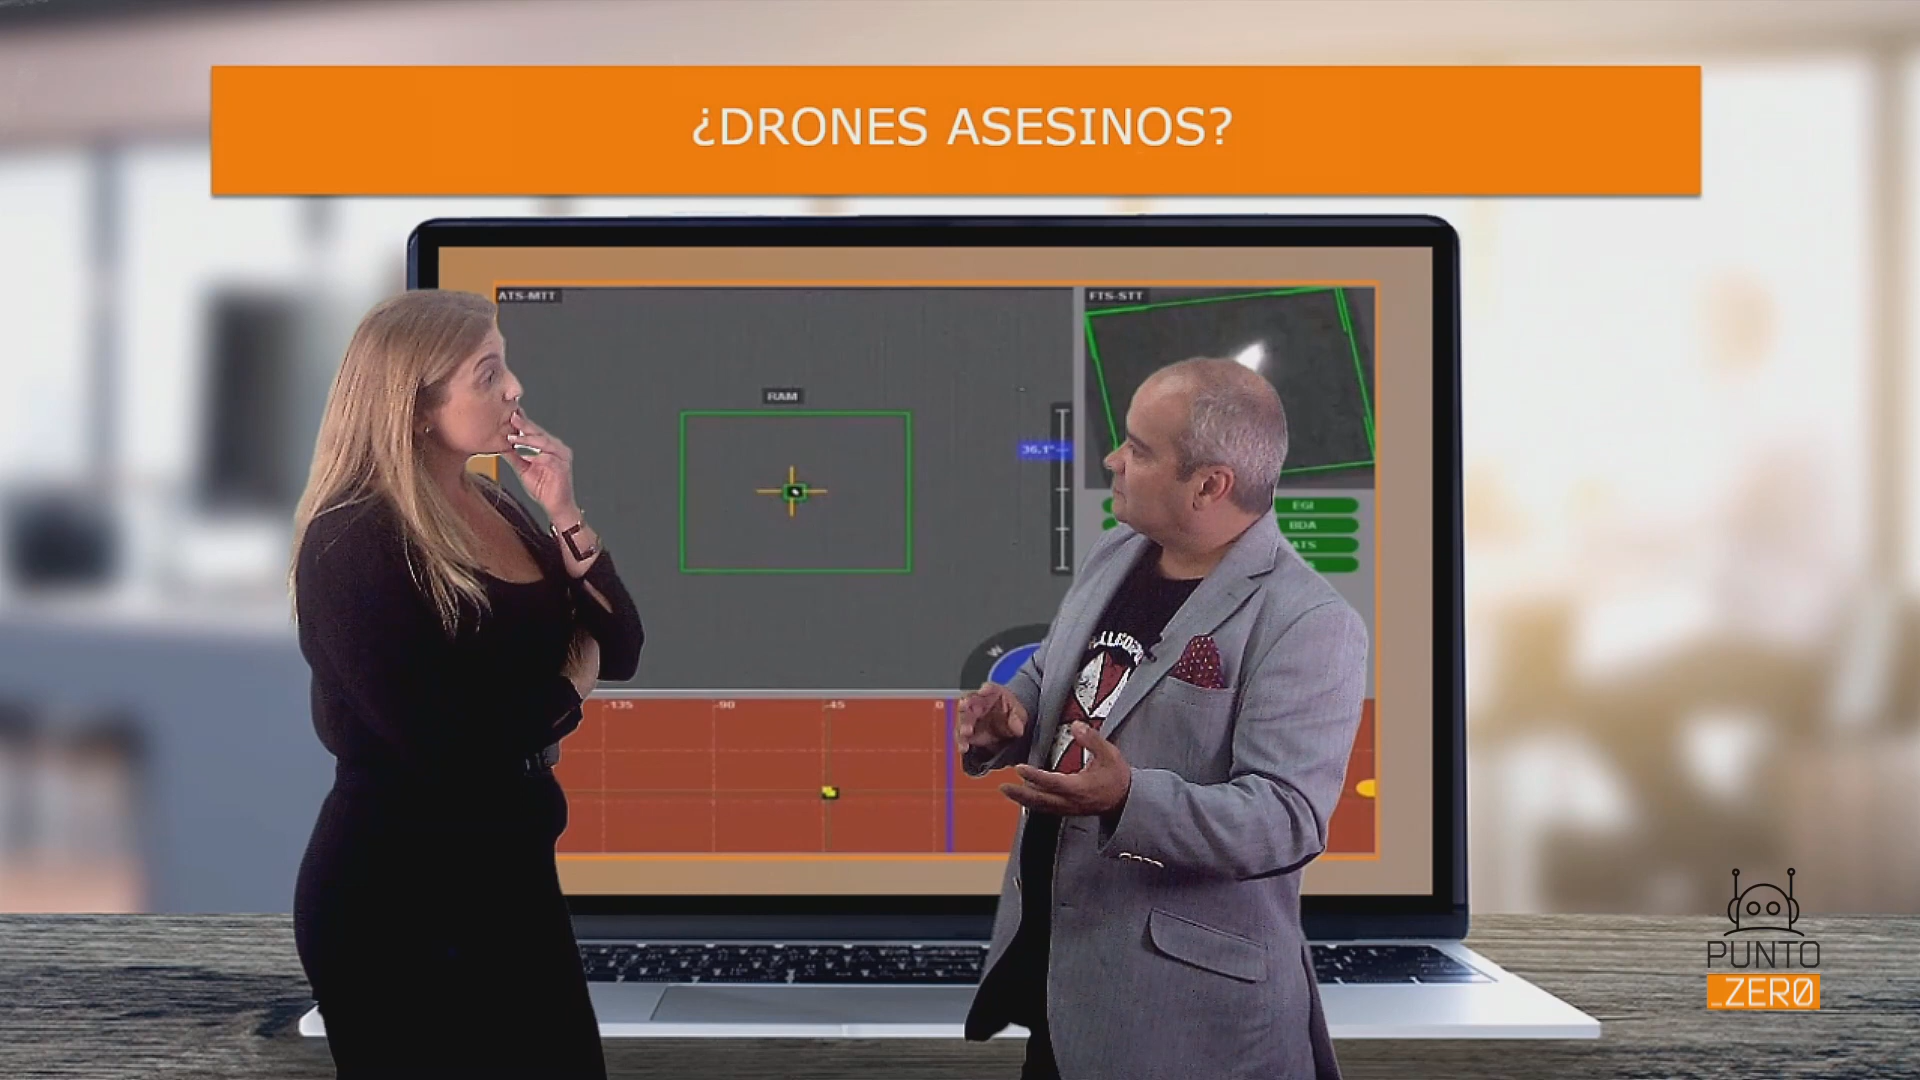 ¿DRONES ASESINOS?
ATS-MTT
FTS-STT
RAM
36.1°
EGI
BDA
ATS
W
-135
-90
-45
0
PUNTO
_ZERØ